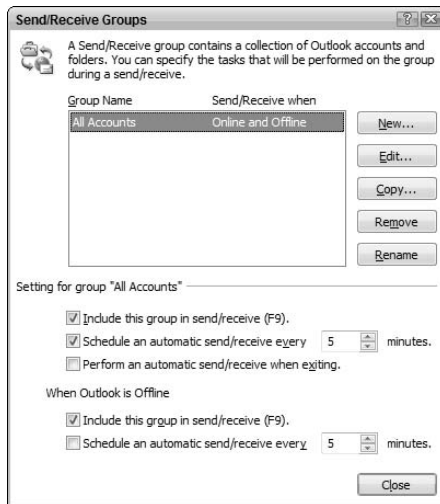 Send/Receive Groups
A Send/Receive group contains a collection of Outlook accounts and
folders. You can specify the tasks that will be performed on the group
during a send/receive.
Group Name Send/Receive when
All Accounts Online and Offline
New...
Edit...
Copy...
Remove
Rename
Setting for group "All Accounts"
Include this group in send/receive (F9).
Schedule an automatic send/receive every 5 minutes.
Perform an automatic send/receive when exiting.
When Outlook is Offline
Include this group in send/receive (F9).
Schedule an automatic send/receive every 5 minutes.
Close